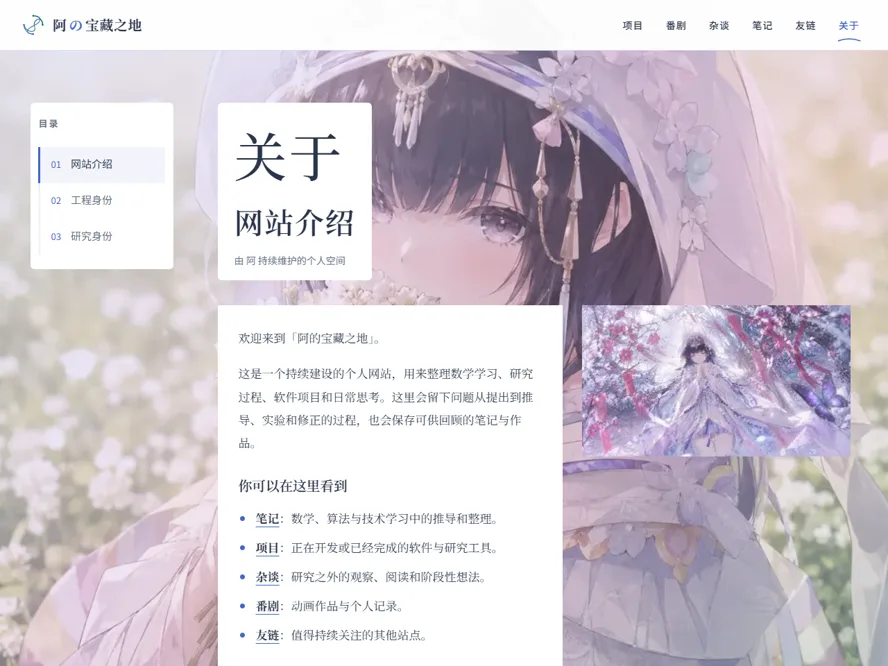 阿の宝藏之地
项目 番剧 杂谈 笔记 友链 关于
目录
01 网站介绍
02 工程身份
03 研究身份
关于
网站介绍
由 阿 持续维护的个人空间
欢迎来到「阿的宝藏之地」。
这是一个持续建设的个人网站，用来整理数学学习、研究
过程、软件项目和日常思考。这里会留下问题从提出到推
导、实验和修正的过程，也会保存可供回顾的笔记与作
品。
你可以在这里看到
笔记：数学、算法与技术学习中的推导和整理。
项目：正在开发或已经完成的软件与研究工具。
杂谈：研究之外的观察、阅读和阶段性想法。
番剧：动画作品与个人记录。
友链：值得持续关注的其他站点。